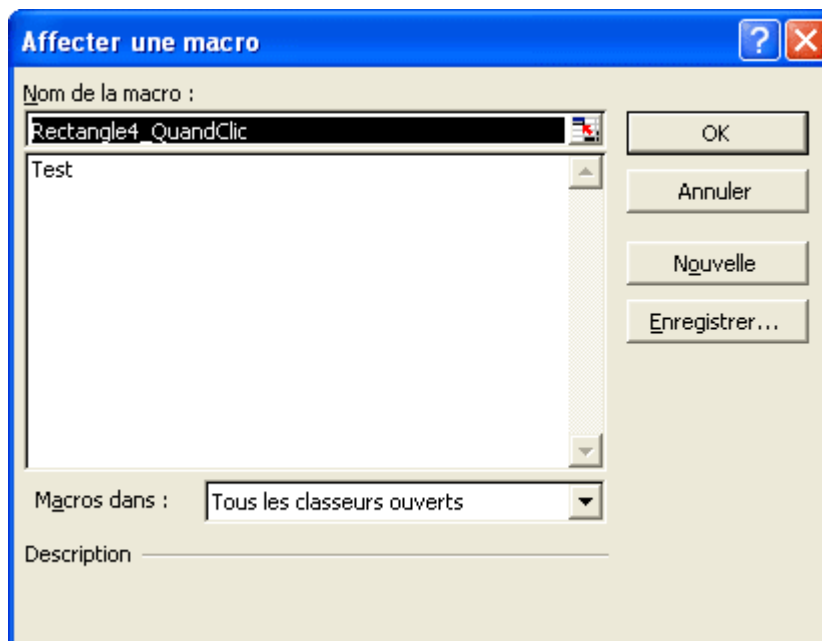 Affecter une macro
Nom de la macro :
Rectangle4_QuandClic
OK
Test
Annuler
Nouvelle
Enregistrer...
Macros dans :
Tous les classeurs ouverts
Description